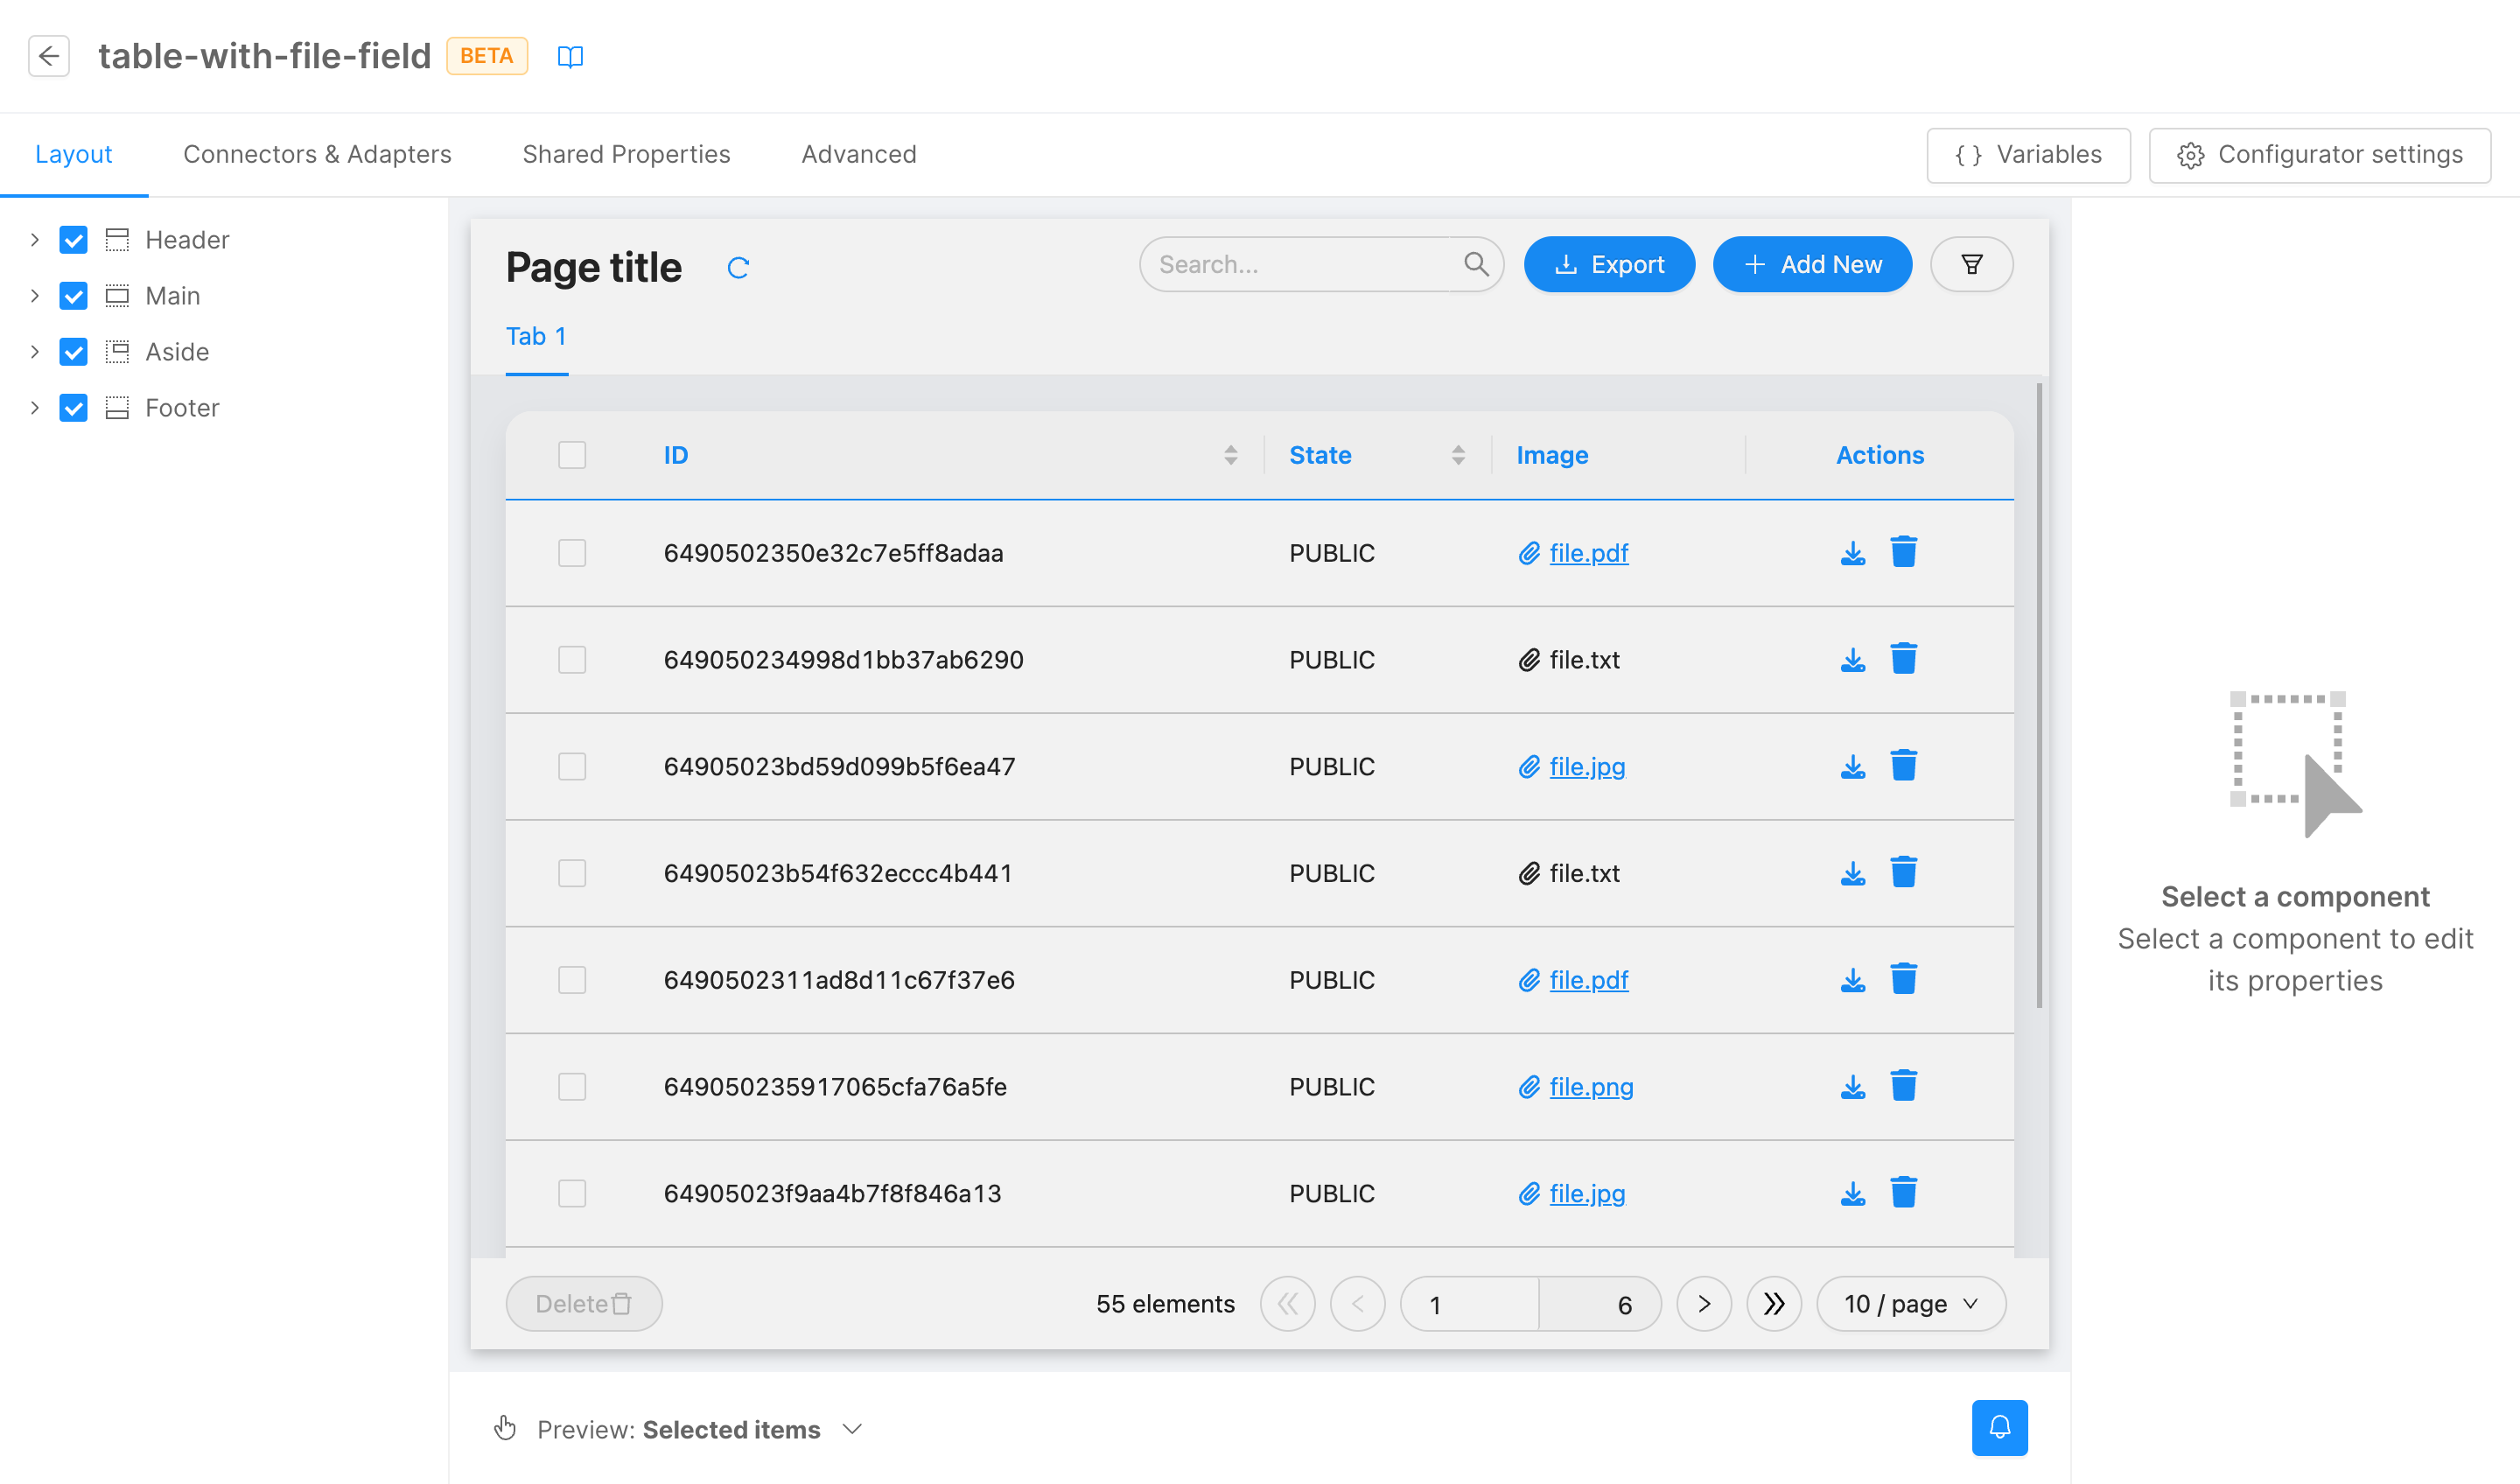 table-with-file-field BETA
Layout Connectors & Adapters Shared Properties Advanced { } Variables Configurator settings
Header
Main
Aside
Footer
Page title Search... Export Add New
Tab 1
ID State Image Actions
6490502350e32c7e5ff8adaa PUBLIC file.pdf
649050234998d1bb37ab6290 PUBLIC file.txt
64905023bd59d099b5f6ea47 PUBLIC file.jpg
64905023b54f632eccc4b441 PUBLIC file.txt
6490502311ad8d11c67f37e6 PUBLIC file.pdf
649050235917065cfa76a5fe PUBLIC file.png
64905023f9aa4b7f8f846a13 PUBLIC file.jpg
Delete 55 elements 1 6 10 / page
Preview: Selected items
Select a component
Select a component to edit
its properties